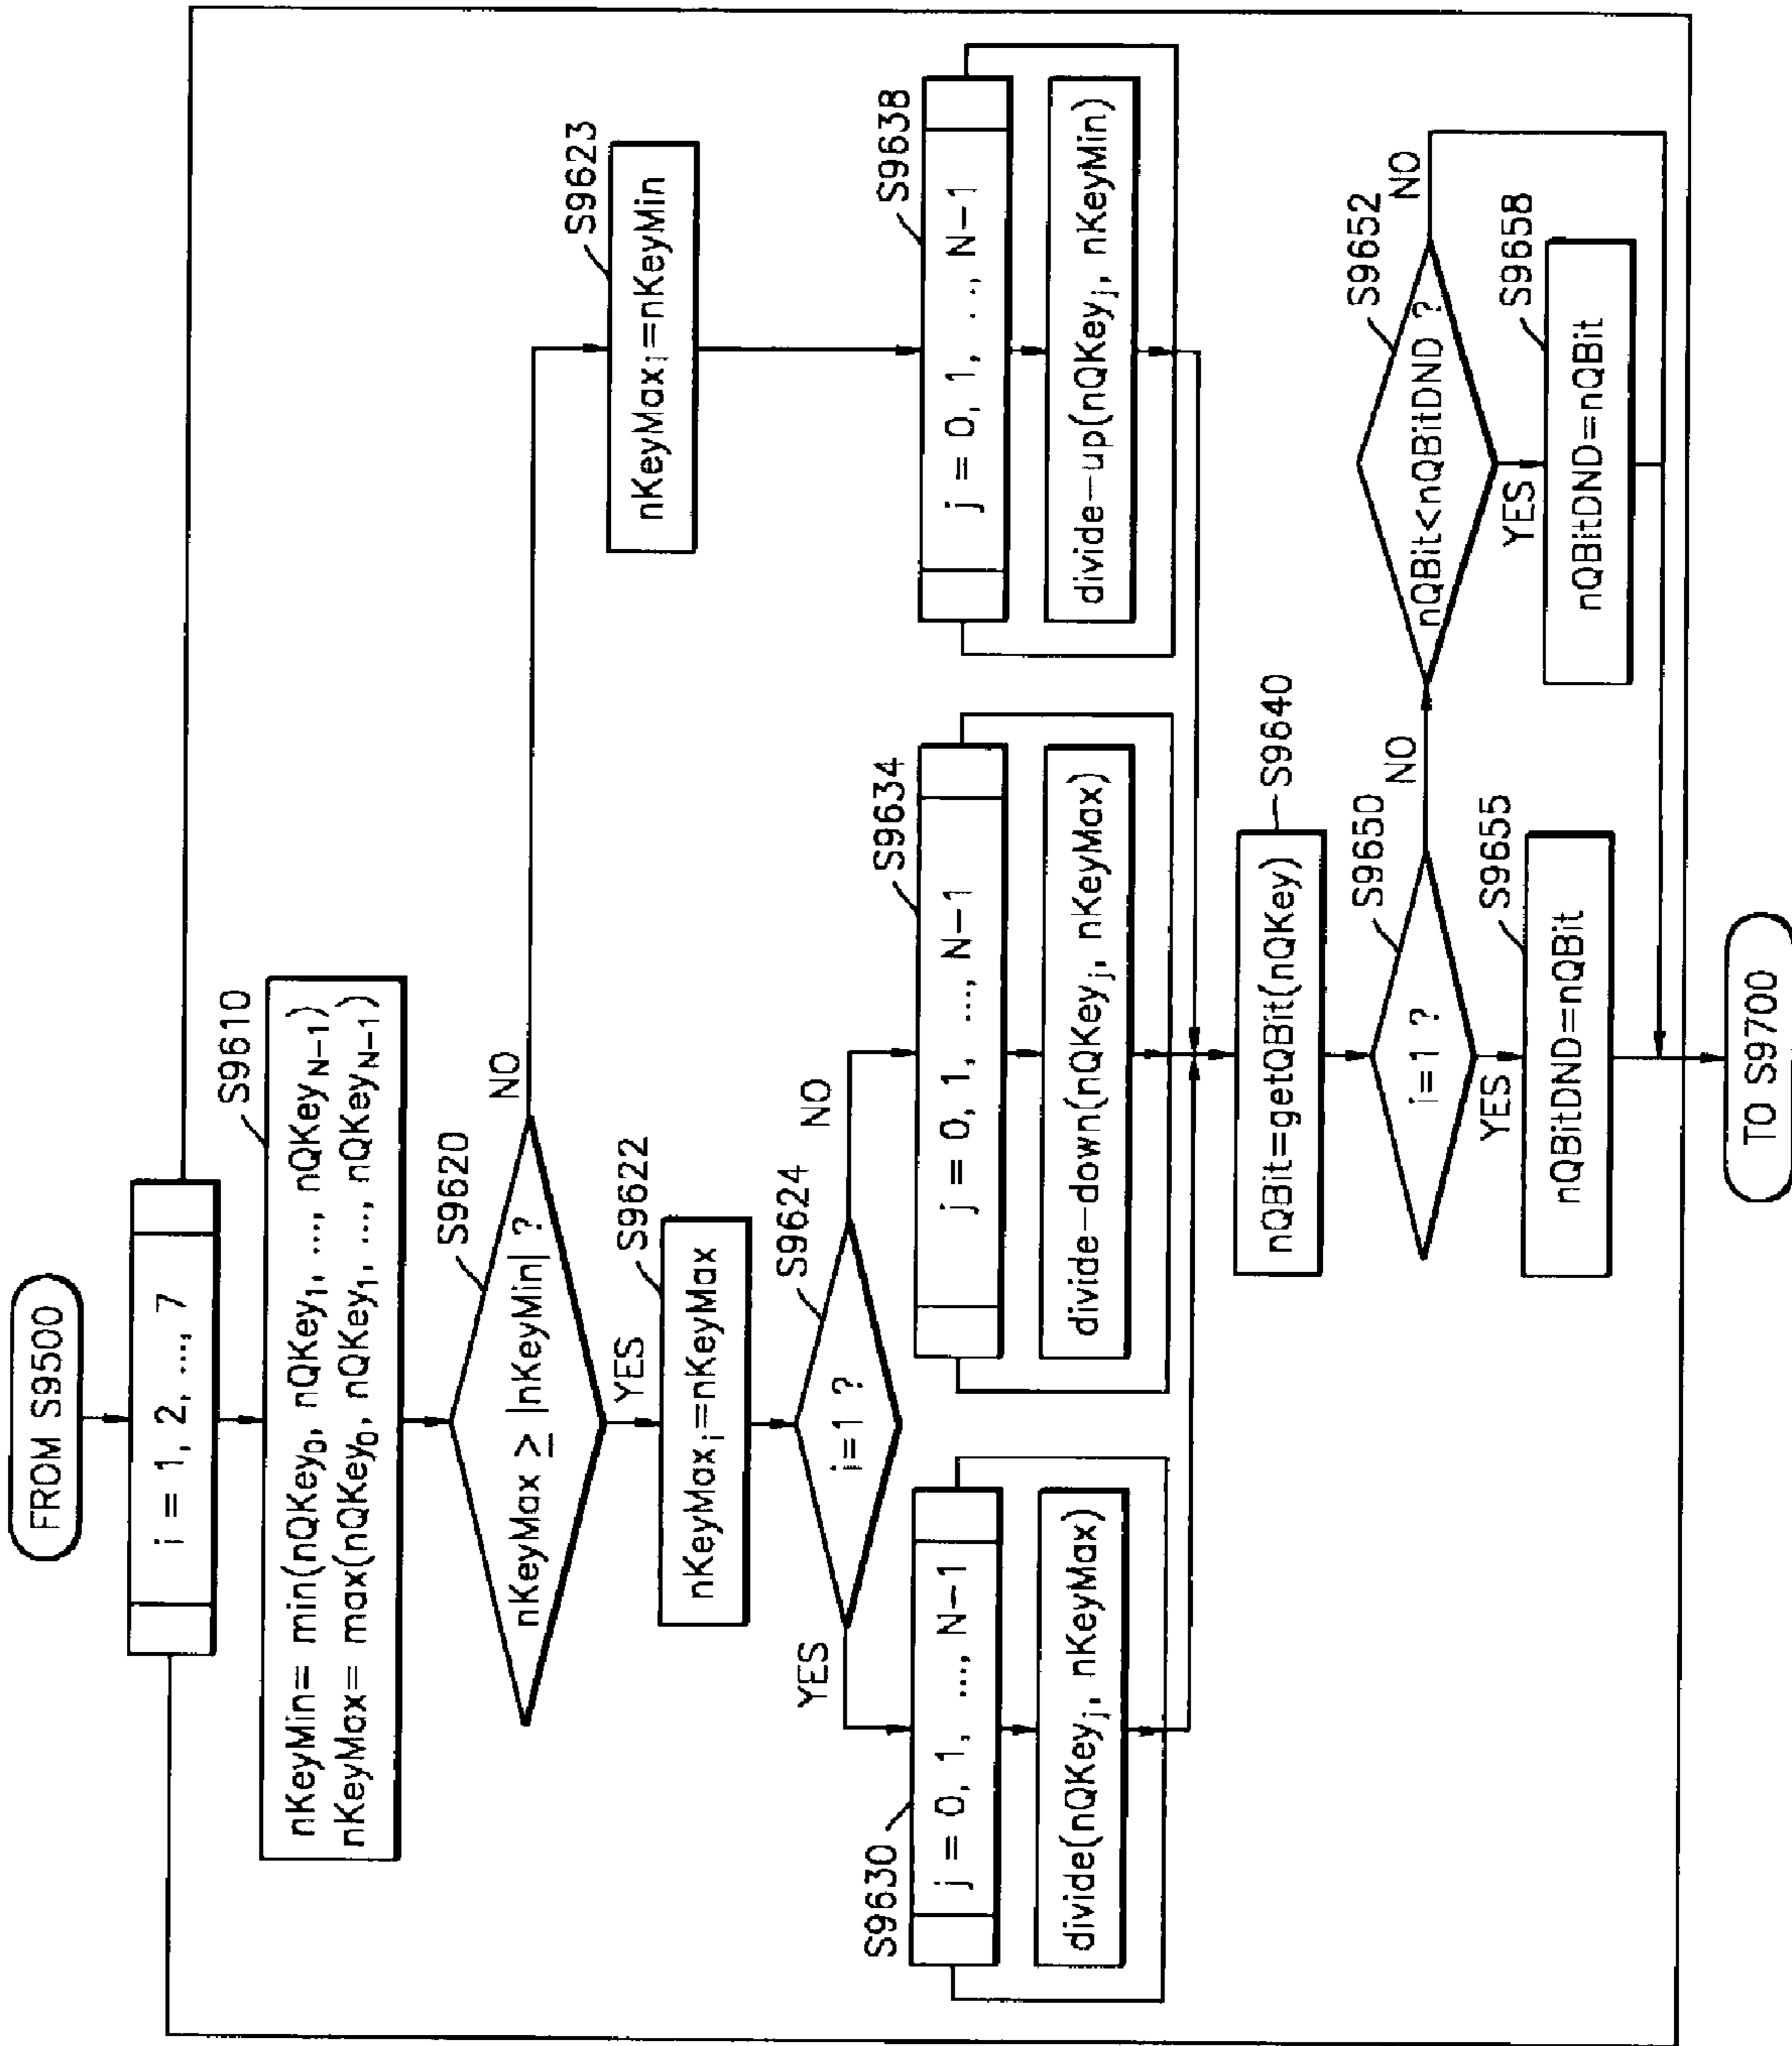 FROM S9500
i = 1, 2, ..., 7
S9610
nKeyMin= min(nQKey₀, nQKey₁, ..., nQKey_N-1)
nKeyMax= max(nQKey₀, nQKey₁, ..., nQKey_N-1)
S9620
nKeyMax ≥ |nKeyMin| ?
NO
YES
S9622
nKeyMaxᵢ=nKeyMax
S9623
nKeyMaxᵢ=nKeyMin
S9624
i=1 ?
YES
NO
S9630
j = 0, 1, ..., N-1
divide(nQKeyⱼ, nKeyMax)
S9634
j = 0, 1, ..., N-1
divide-down(nQKeyⱼ, nKeyMax)
S9638
j = 0, 1, ..., N-1
divide-up(nQKeyⱼ, nKeyMin)
nQBit=getQBit(nQKey)
S9640
S9650
i=1 ?
NO
YES
S9652
nQBit<nQBitDND ?
NO
YES
S9655
nQBitDND=nQBit
S9658
nQBitDND=nQBit
TO S9700